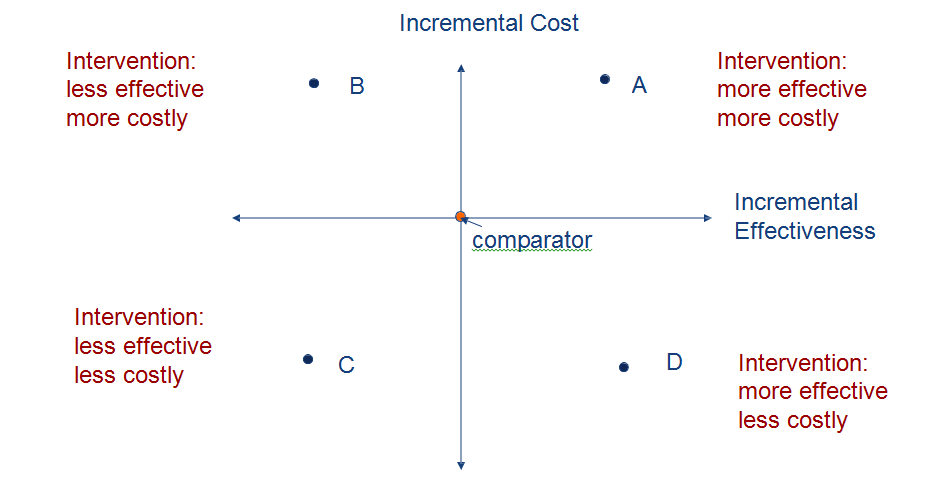 Incremental Cost
Intervention:
less effective
more costly
B
A
Intervention:
more effective
more costly
Incremental
Effectiveness
comparator
Intervention:
less effective
less costly
C
D
Intervention:
more effective
less costly